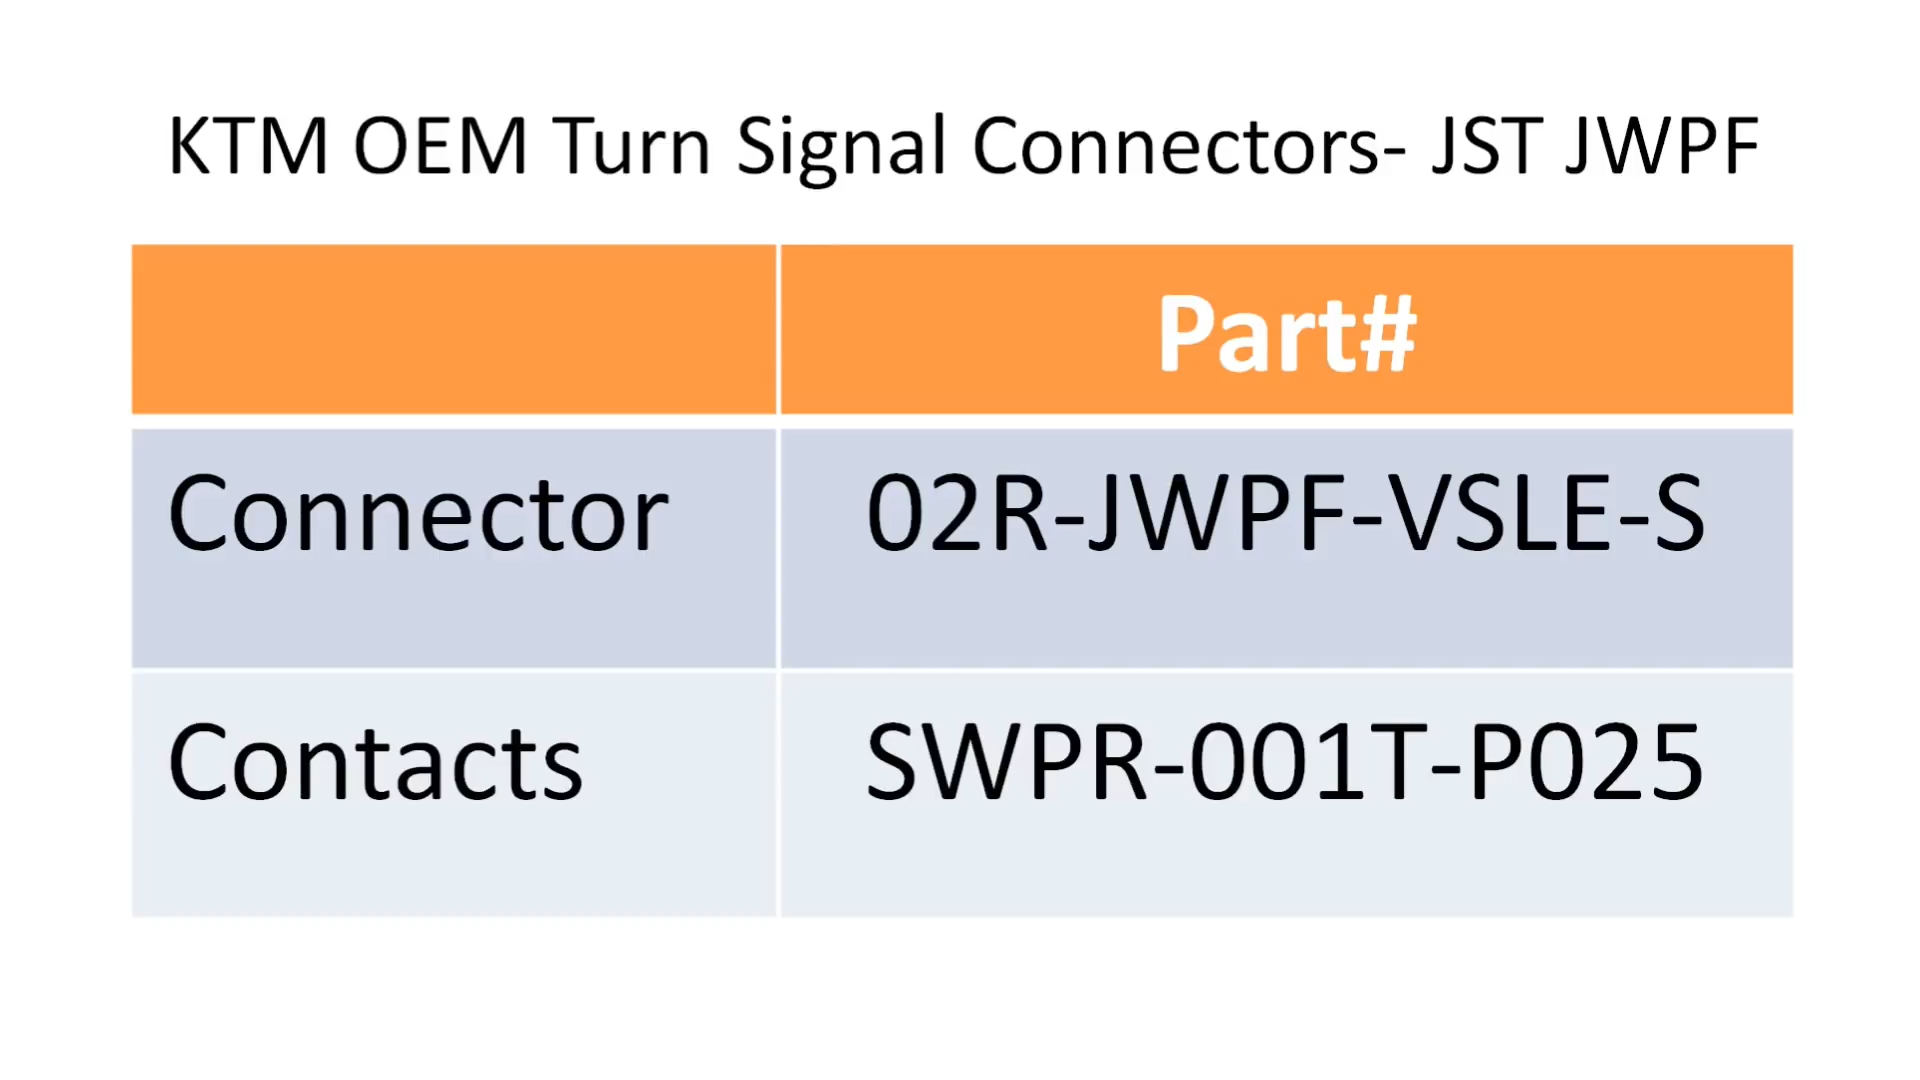 KTM OEM Turn Signal Connectors- JST JWPF
Part#
Connector 02R-JWPF-VSLE-S
Contacts SWPR-001T-P025